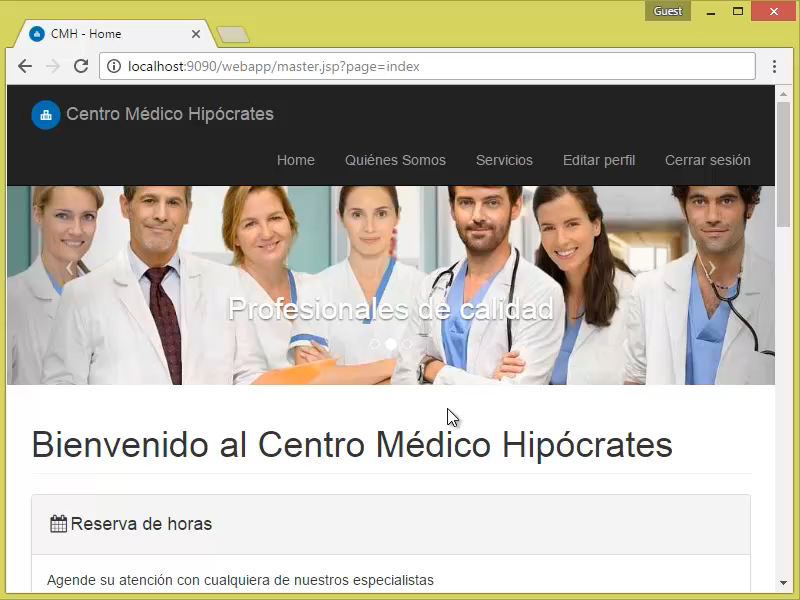 Guest
CMH - Home
localhost:9090/webapp/master.jsp?page=index
Centro Médico Hipócrates
Home Quiénes Somos Servicios Editar perfil Cerrar sesión
Profesionales de calidad
Bienvenido al Centro Médico Hipócrates
Reserva de horas
Agende su atención con cualquiera de nuestros especialistas